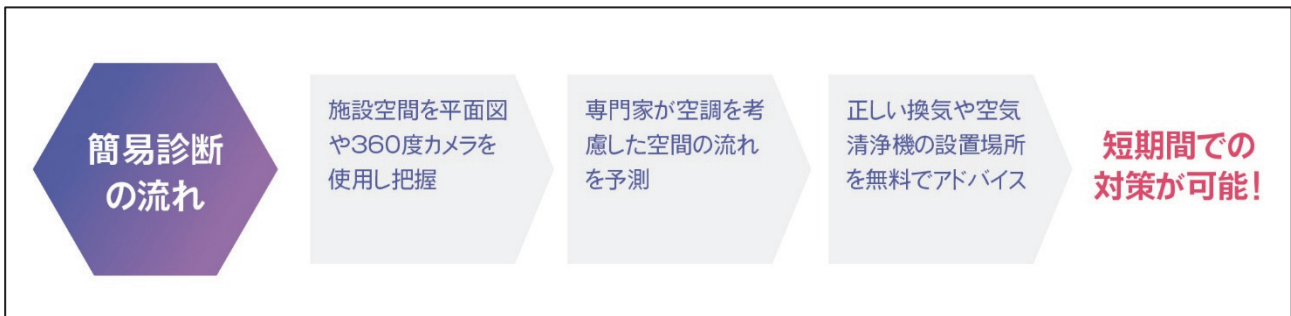 簡易診断
の流れ
施設空間を平面図
や360度カメラを
使用し把握
専門家が空調を考
慮した空間の流れ
を予測
正しい換気や空気
清浄機の設置場所
を無料でアドバイス
短期間での
対策が可能!